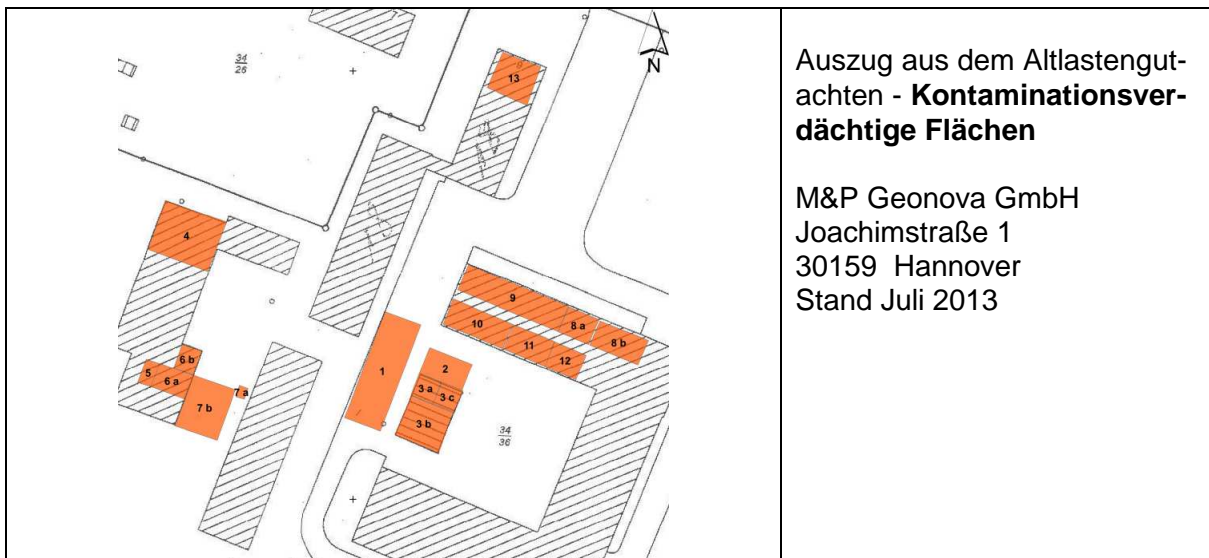 34
26
N
9
13
4
9
8 a
8 b
10
11
12
1
2
3 a
3 c
3 b
5
6 b
6 a
7 a
7 b
34
36
Auszug aus dem Altlastengut-
achten - Kontaminationsver-
dächtige Flächen
M&P Geonova GmbH
Joachimstraße 1
30159 Hannover
Stand Juli 2013